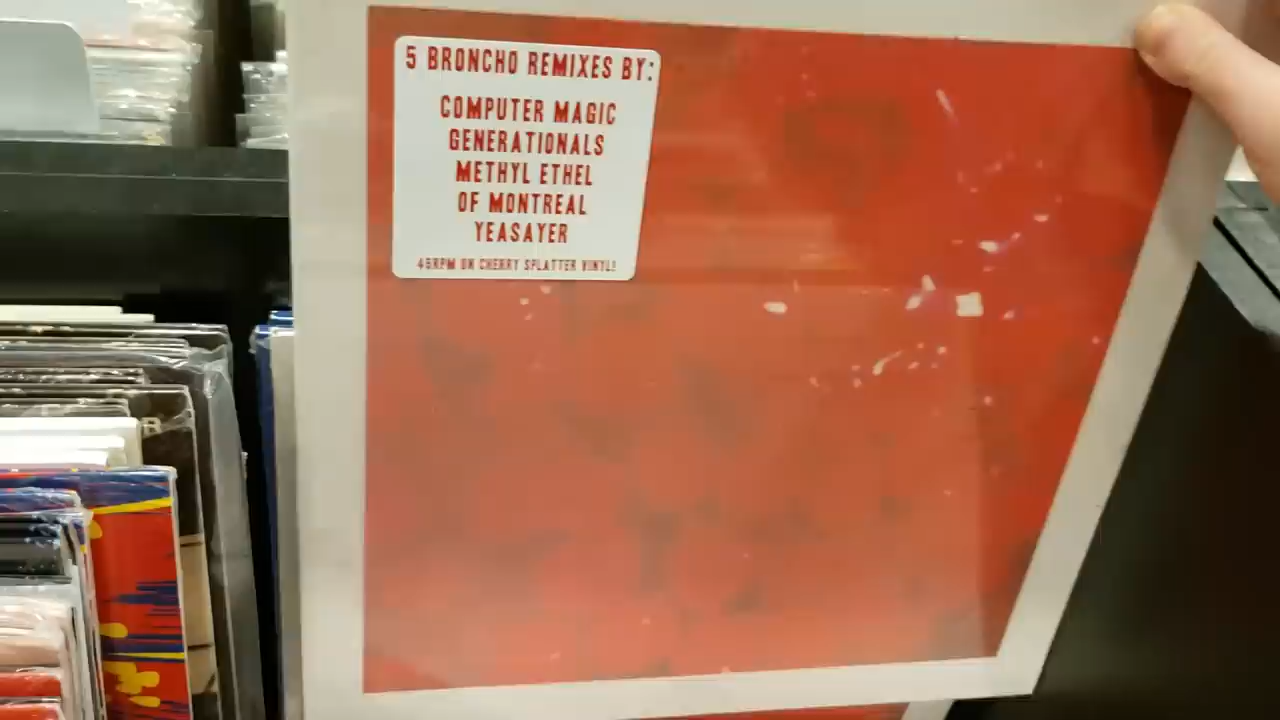 5 BRONCHO REMIXES BY:
COMPUTER MAGIC
GENERATIONALS
METHYL ETHEL
OF MONTREAL
YEASAYER
45RPM ON CHERRY SPLATTER VINYL!